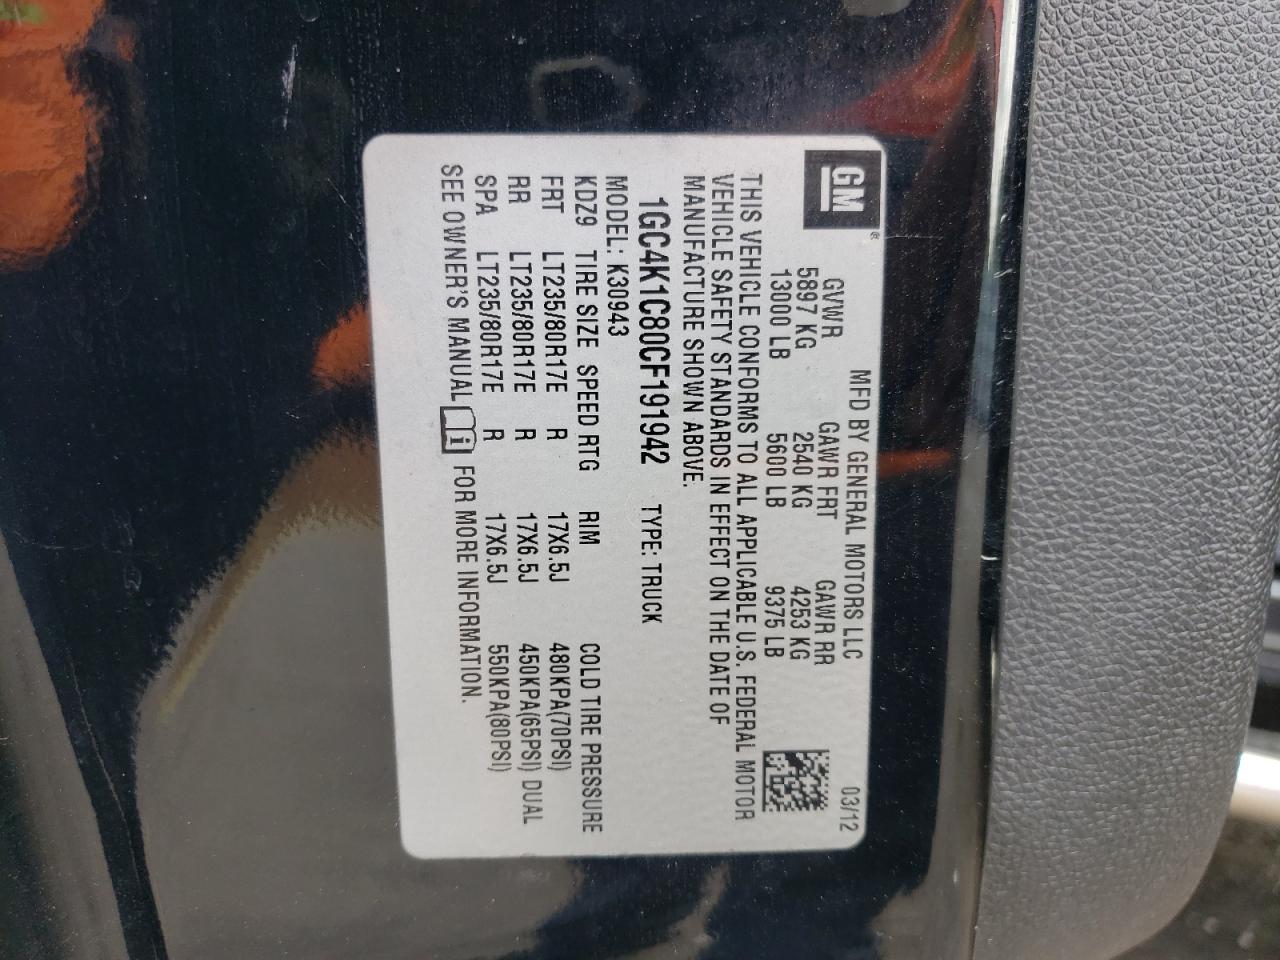 GM®
MFD BY GENERAL MOTORS LLC 03/12
GVWR GAWR FRT GAWR RR
5897 KG 2540 KG 4253 KG
13000 LB 5600 LB 9375 LB
THIS VEHICLE CONFORMS TO ALL APPLICABLE U.S. FEDERAL MOTOR
VEHICLE SAFETY STANDARDS IN EFFECT ON THE DATE OF
MANUFACTURE SHOWN ABOVE.
1GC4K1C80CF191942 TYPE: TRUCK
MODEL: K30943
KDZ9 TIRE SIZE SPEED RTG RIM COLD TIRE PRESSURE
FRT LT235/80R17E R 17X6.5J 480KPA(70PSI)
RR LT235/80R17E R 17X6.5J 450KPA(65PSI) DUAL
SPA LT235/80R17E R 17X6.5J 550KPA(80PSI)
SEE OWNER'S MANUAL i FOR MORE INFORMATION.